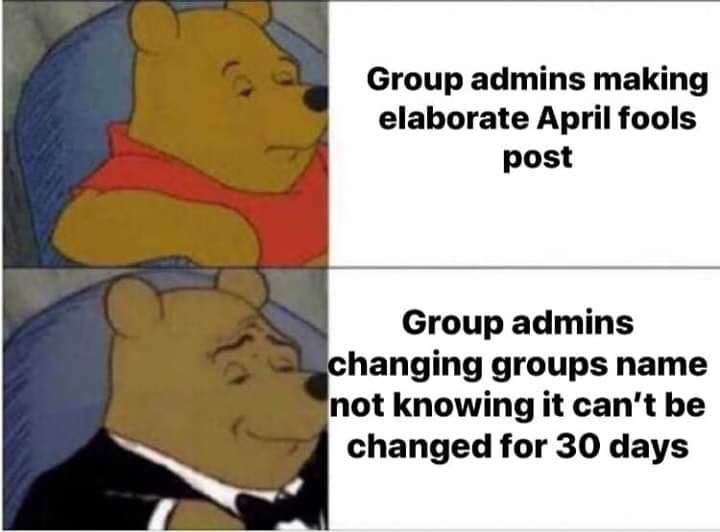 Group admins making
elaborate April fools
post
Group admins
changing groups name
not knowing it can’t be
changed for 30 days